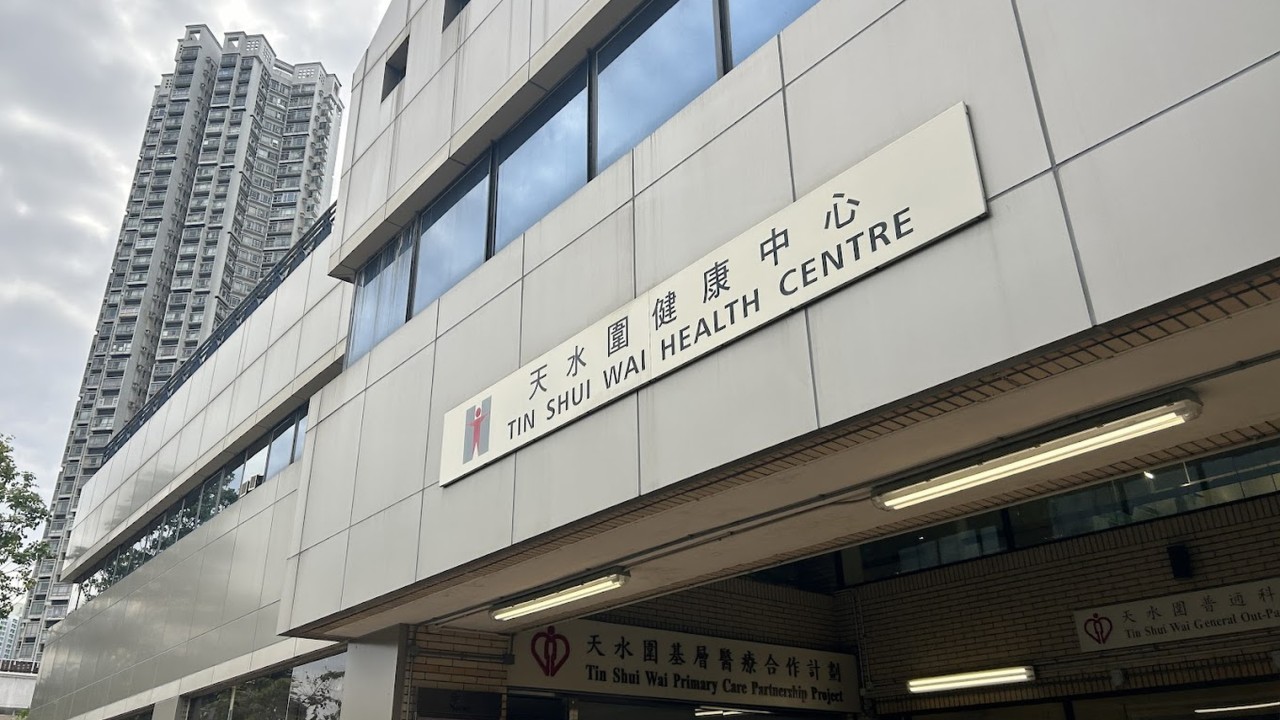 天水圍健康中心
TIN SHUI WAI HEALTH CENTRE
天水圍基層醫療合作計劃
Tin Shui Wai Primary Care Partnership Project
天水圍普通科
Tin Shui Wai General